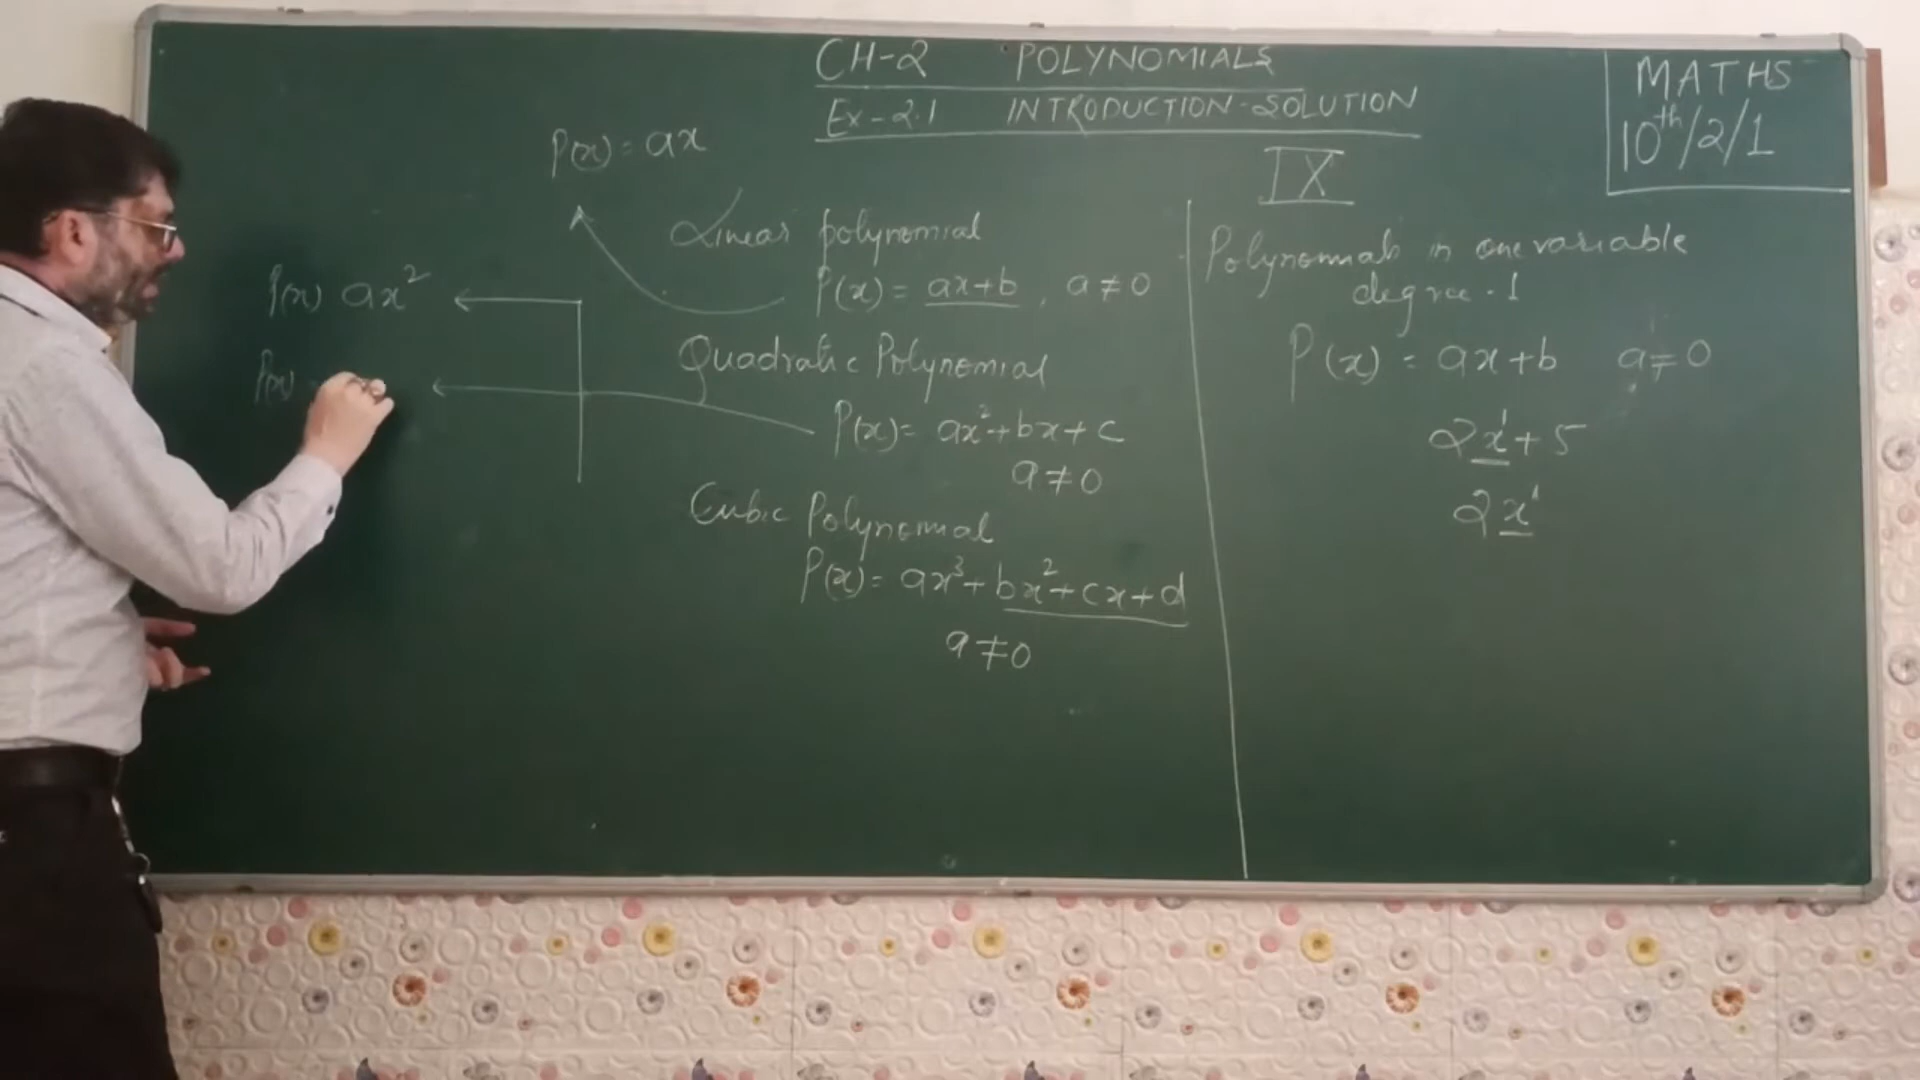 CH-2 POLYNOMIALS
Ex-2.1 INTRODUCTION-SOLUTION
MATHS
10th/2/1
IX
P(x) = ax
Linear polynomial
P(x) = ax+b, a≠0
P(x) ax²
Quadratic Polynomial
P(x) =
P(x) = ax²+bx+c
a≠0
Cubic Polynomial
P(x) = ax³+bx²+cx+d
a≠0
Polynomials in one variable
degree.1
P(x) = ax+b a≠0
2x¹+5
2x¹